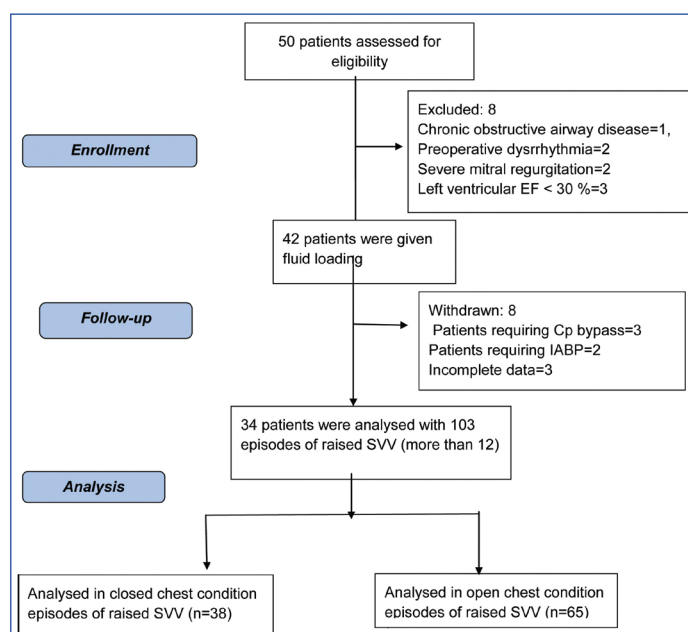 50 patients assessed for
eligibility
Excluded: 8
Chronic obstructive airway disease=1,
Preoperative dysrrhythmia=2
Severe mitral regurgitation=2
Left ventricular EF < 30 %=3
Enrollment
42 patients were given
fluid loading
Follow-up
Withdrawn: 8
Patients requiring Cp bypass=3
Patients requiring IABP=2
Incomplete data=3
34 patients were analysed with 103
episodes of raised SVV (more than 12)
Analysis
Analysed in closed chest condition
episodes of raised SVV (n=38)
Analysed in open chest condition
episodes of raised SVV (n=65)